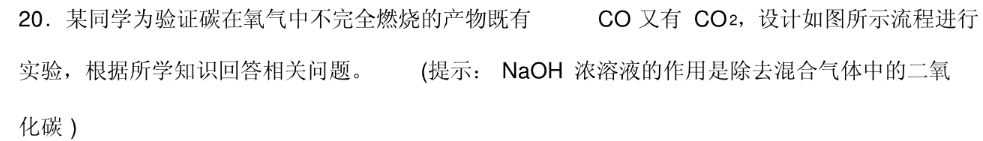 20．某同学为验证碳在氧气中不完全燃烧的产物既有 CO 又有 CO2，设计如图所示流程进行
实验，根据所学知识回答相关问题。 (提示： NaOH 浓溶液的作用是除去混合气体中的二氧
化碳 )